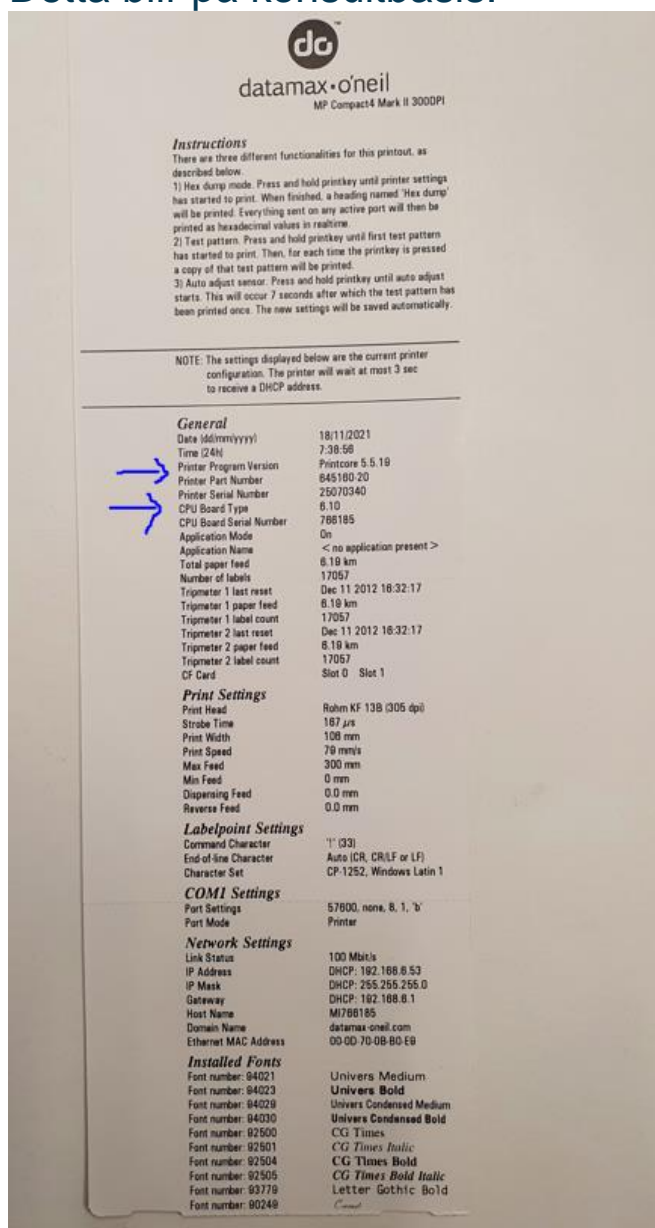 Detta blir på konsultbasis.
do
™
datamax•o'neil
MP Compact4 Mark II 300DPI
Instructions
There are three different functionalities for this printout, as
described below.
1) Hex dump mode. Press and hold printkey until printer settings
has started to print. When finished, a heading named 'Hex dump'
will be printed. Everything sent on any active port will then be
printed as hexadecimal values in realtime.
2) Test pattern. Press and hold printkey until first test pattern
has started to print. Then, for each time the printkey is pressed
a copy of that test pattern will be printed.
3) Auto adjust sensor. Press and hold printkey until auto adjust
starts. This will occur 7 seconds after which the test pattern has
been printed once. The new settings will be saved automatically.
NOTE: The settings displayed below are the current printer
configuration. The printer will wait at most 3 sec
to receive a DHCP address.
General
Date (dd/mm/yyyy) 18/11/2021
Time (24h) 7:38:56
Printer Program Version Printcore 5.5.19
Printer Part Number 645160-20
Printer Serial Number 25070340
CPU Board Type 6.10
CPU Board Serial Number 766185
Application Mode On
Application Name < no application present >
Total paper feed 6.19 km
Number of labels 17057
Tripmeter 1 last reset Dec 11 2012 16:32:17
Tripmeter 1 paper feed 6.19 km
Tripmeter 1 label count 17057
Tripmeter 2 last reset Dec 11 2012 16:32:17
Tripmeter 2 paper feed 6.19 km
Tripmeter 2 label count 17057
CF Card Slot 0 Slot 1
Print Settings
Print Head Rohm KF 13B (305 dpi)
Strobe Time 167 µs
Print Width 108 mm
Print Speed 79 mm/s
Max Feed 300 mm
Min Feed 0 mm
Dispensing Feed 0.0 mm
Reverse Feed 0.0 mm
Labelpoint Settings
Command Character '!' (33)
End-of-line Character Auto (CR, CR/LF or LF)
Character Set CP-1252, Windows Latin 1
COM1 Settings
Port Settings 57600, none, 8, 1, 'b'
Port Mode Printer
Network Settings
Link Status 100 Mbit/s
IP Address DHCP: 192.168.6.53
IP Mask DHCP: 255.255.255.0
Gateway DHCP: 192.168.6.1
Host Name MI766185
Domain Name datamax-oneil.com
Ethernet MAC Address 00-0D-70-0B-B0-E9
Installed Fonts
Font number: 94021 Univers Medium
Font number: 94023 Univers Bold
Font number: 94029 Univers Condensed Medium
Font number: 94030 Univers Condensed Bold
Font number: 92500 CG Times
Font number: 92501 CG Times Italic
Font number: 92504 CG Times Bold
Font number: 92505 CG Times Bold Italic
Font number: 93779 Letter Gothic Bold
Font number: 90249